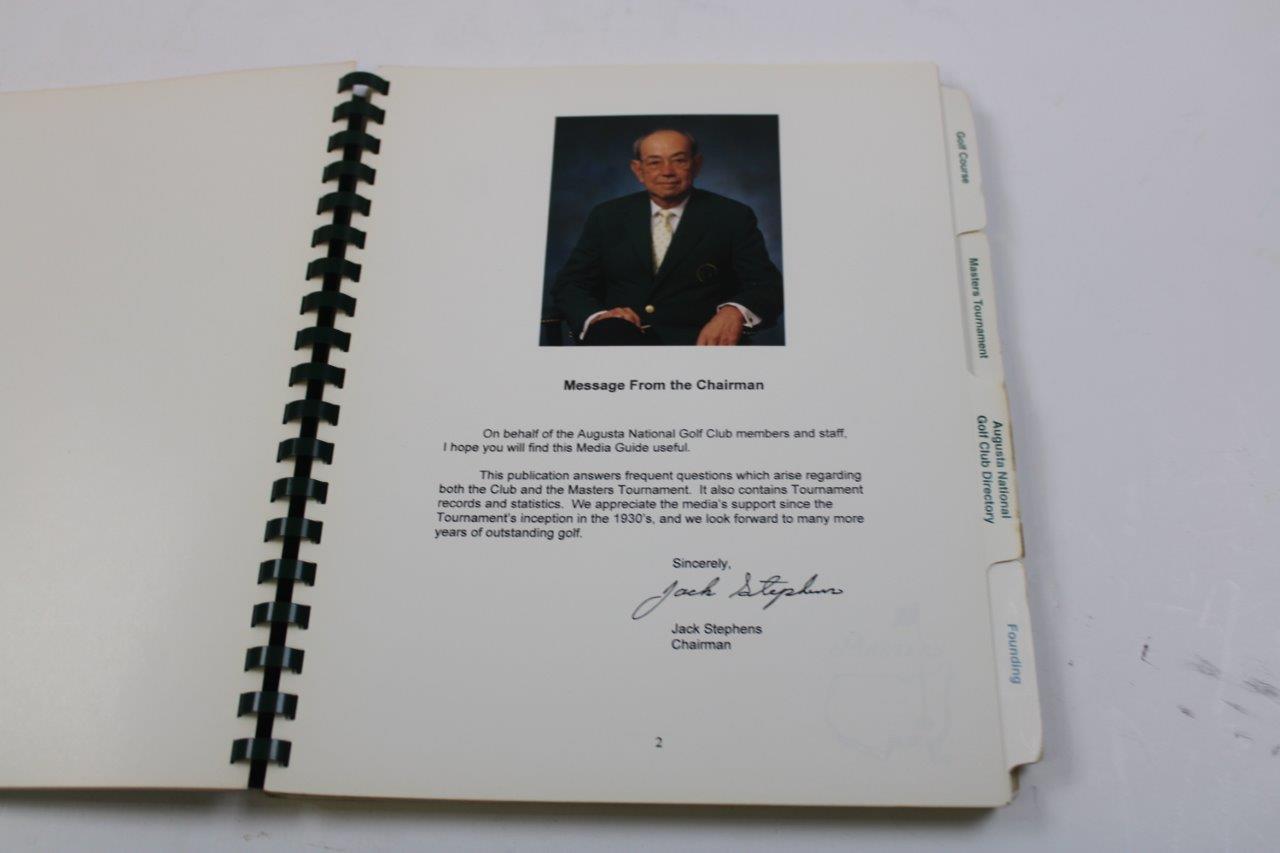 Message From the Chairman
On behalf of the Augusta National Golf Club members and staff,
I hope you will find this Media Guide useful.
This publication answers frequent questions which arise regarding
both the Club and the Masters Tournament. It also contains Tournament
records and statistics. We appreciate the media's support since the
Tournament's inception in the 1930's, and we look forward to many more
years of outstanding golf.
Sincerely,
Jack Stephens
Jack Stephens
Chairman
2
Golf Course
Masters Tournament
Augusta National
Golf Club Directory
Founding